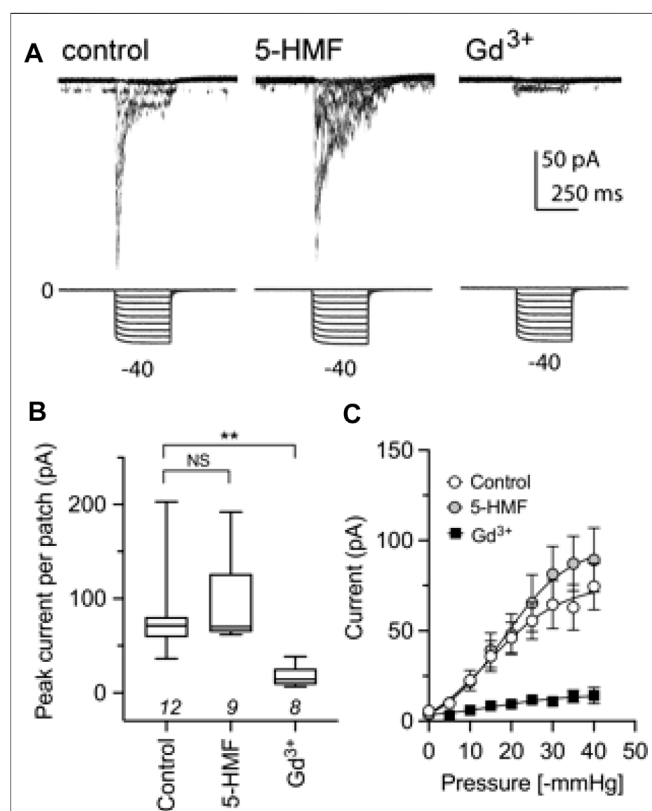 A
control
5-HMF
Gd³⁺
50 pA
250 ms
0
-40
-40
-40
B
Peak current per patch (pA)
200
100
0
**
NS
12
9
8
Control
5-HMF
Gd³⁺
C
Current (pA)
150
100
50
0
Control
5-HMF
Gd³⁺
0 10 20 30 40 50
Pressure [-mmHg]